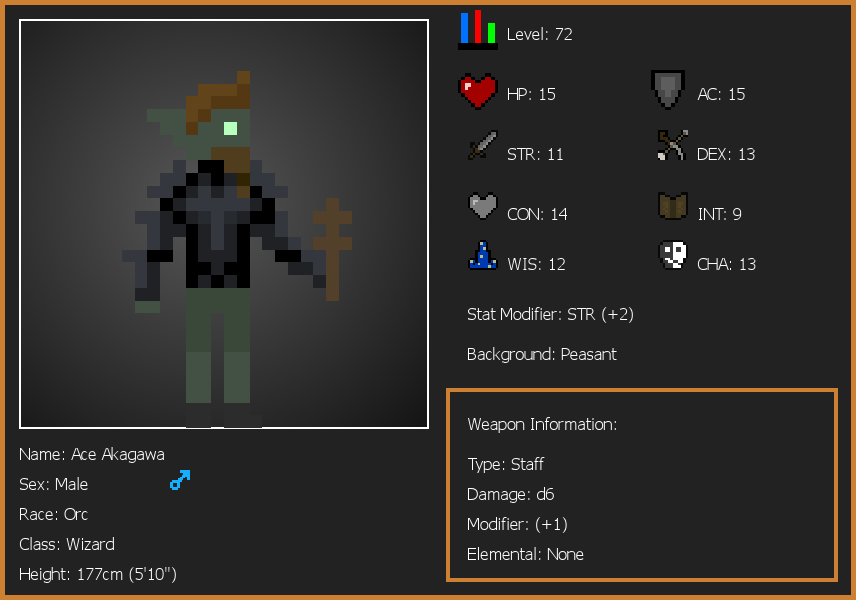 Level: 72
HP: 15
AC: 15
STR: 11
DEX: 13
CON: 14
INT: 9
WIS: 12
CHA: 13
Stat Modifier: STR (+2)
Background: Peasant
Weapon Information:
Type: Staff
Damage: d6
Modifier: (+1)
Elemental: None
Name: Ace Akagawa
Sex: Male
Race: Orc
Class: Wizard
Height: 177cm (5'10")